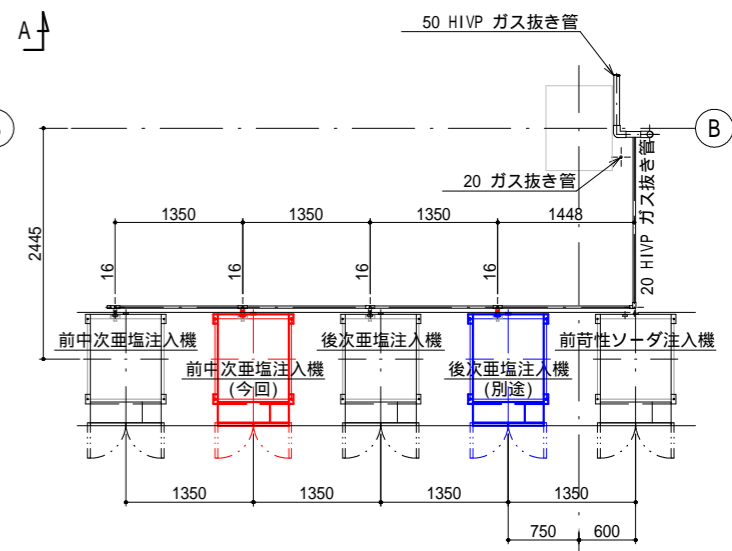 A
50 HIVP ガス抜き管
B
20 ガス抜き管
20 HIVP ガス抜き管
1350
1350
1350
1448
2445
16
16
16
16
前中次亜塩注入機
前中次亜塩注入機
(今回)
後次亜塩注入機
後次亜塩注入機
(別途)
前苛性ソーダ注入機
1350
1350
1350
1350
750
600